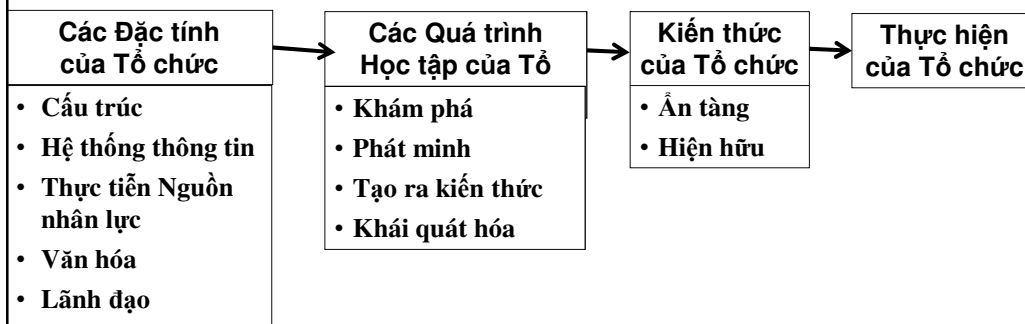 Các Đặc tính
của Tổ chức
• Cấu trúc
• Hệ thống thông tin
• Thực tiễn Nguồn
nhân lực
• Văn hóa
• Lãnh đạo
Các Quá trình
Học tập của Tổ
• Khám phá
• Phát minh
• Tạo ra kiến thức
• Khái quát hóa
Kiến thức
của Tổ chức
• Ẩn tàng
• Hiện hữu
Thực hiện
của Tổ chức